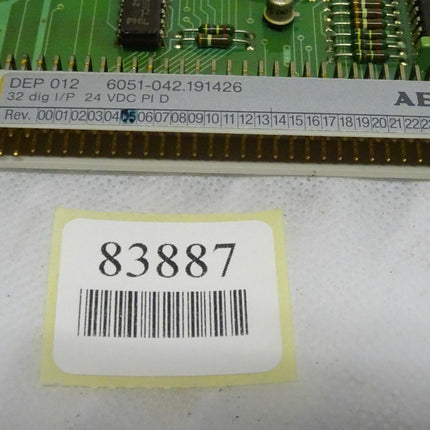 DEP 012 6051-042.191426
32 dig I/P 24 VDC PI D
Rev. 00 01 02 03 04 05 06 07 08 09 10 11 12 13 14 15 16 17 18 19 20 21 22
83887